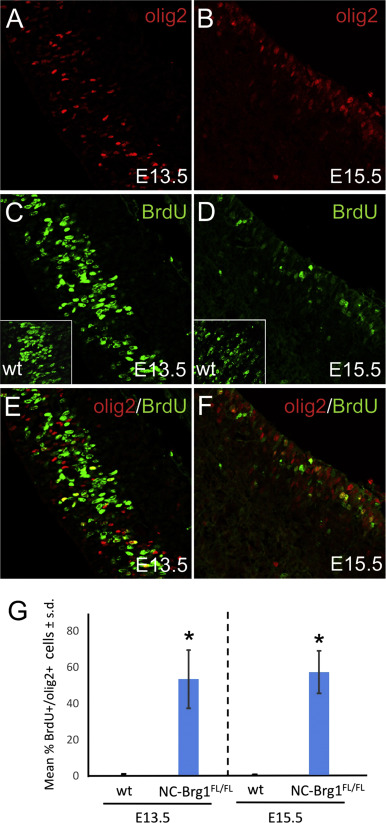 A olig2 E13.5
B olig2 E15.5
C BrdU wt E13.5
D BrdU wt E15.5
E olig2/BrdU E13.5
F olig2/BrdU E15.5
G
Mean % BrdU+/olig2+ cells ± s.d.
80
60
40
20
0
* *
wt NC-Brg1FL/FL wt NC-Brg1FL/FL
E13.5 E15.5